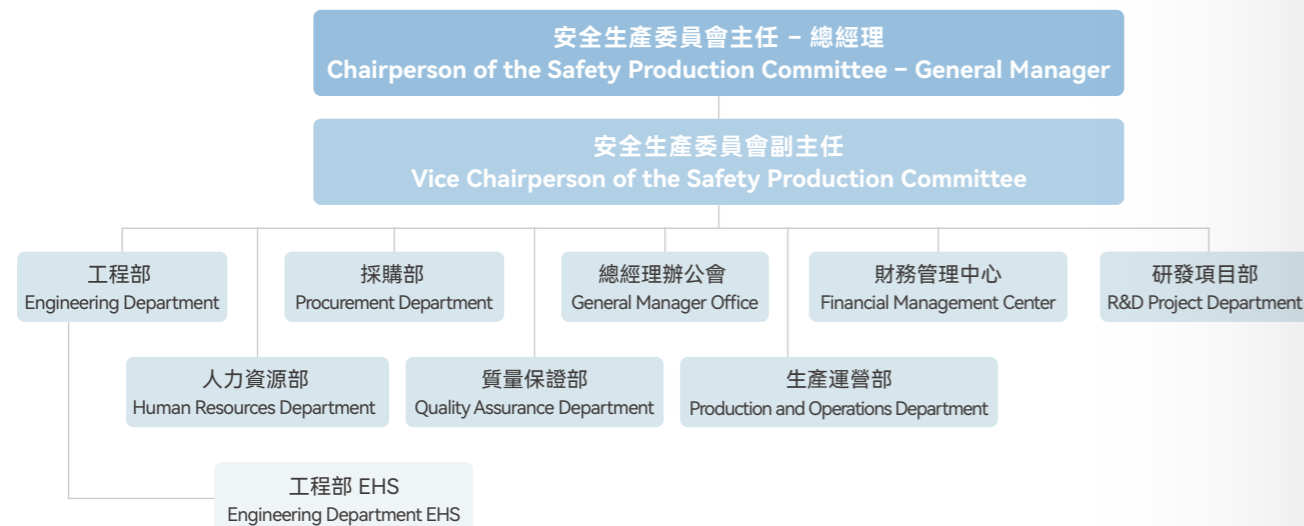 安全生產委員會主任 – 總經理
Chairperson of the Safety Production Committee – General Manager
安全生產委員會副主任
Vice Chairperson of the Safety Production Committee
工程部
Engineering Department
採購部
Procurement Department
總經理辦公會
General Manager Office
財務管理中心
Financial Management Center
研發項目部
R&D Project Department
人力資源部
Human Resources Department
質量保證部
Quality Assurance Department
生產運營部
Production and Operations Department
工程部 EHS
Engineering Department EHS